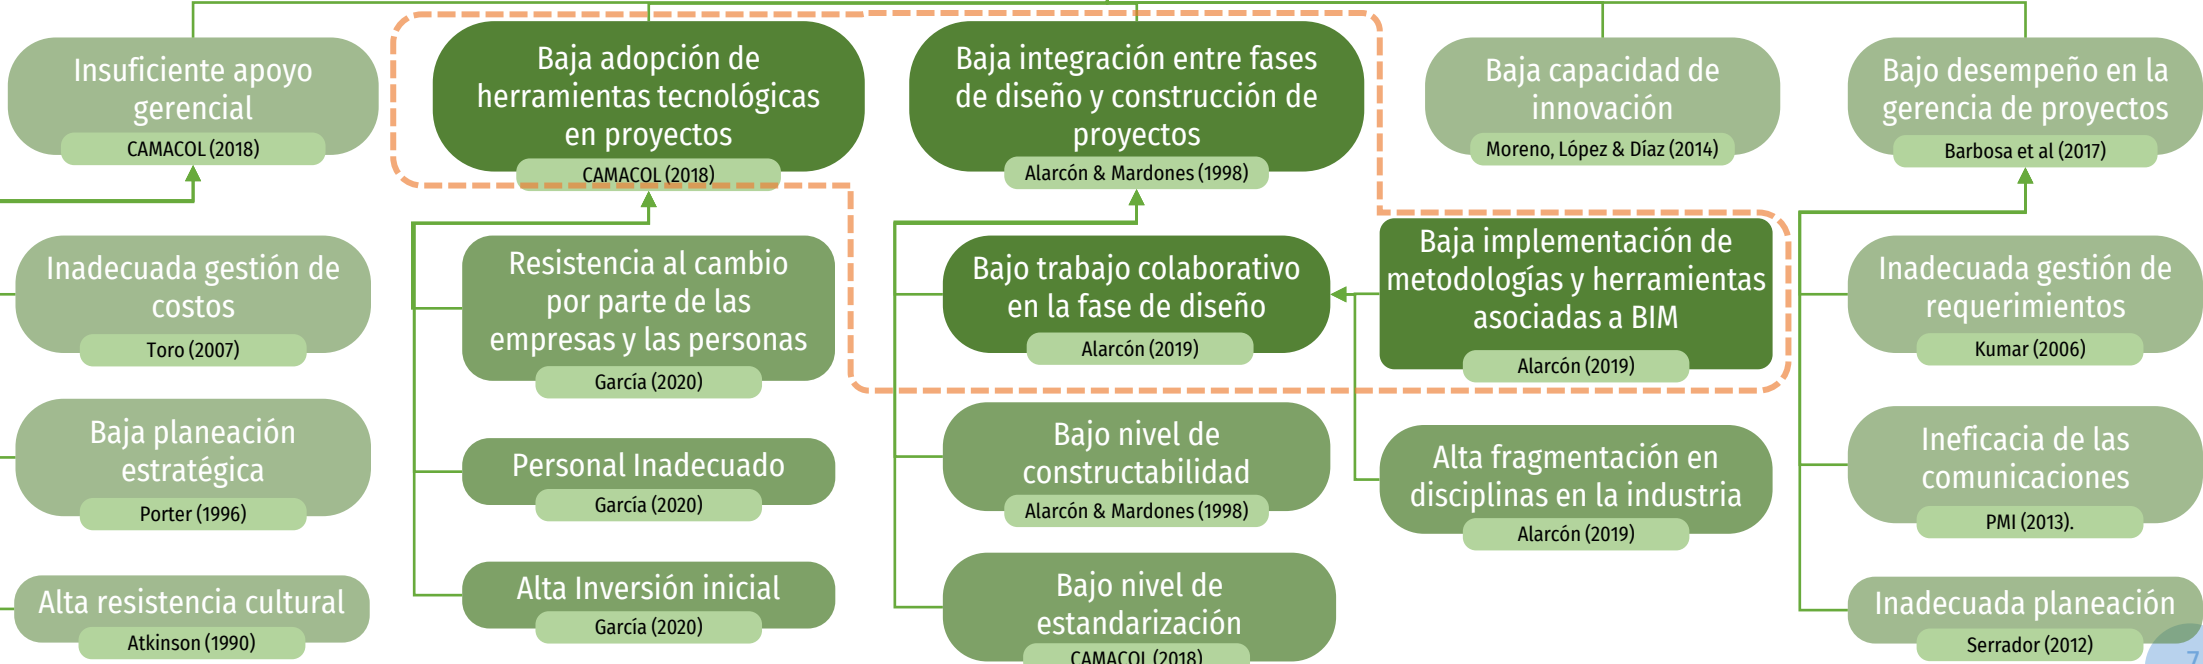 Insuficiente apoyo
gerencial
CAMACOL (2018)
Baja adopción de
herramientas tecnológicas
en proyectos
CAMACOL (2018)
Baja integración entre fases
de diseño y construcción de
proyectos
Alarcón & Mardones (1998)
Baja capacidad de
innovación
Moreno, López & Díaz (2014)
Bajo desempeño en la
gerencia de proyectos
Barbosa et al (2017)
Inadecuada gestión de
costos
Toro (2007)
Resistencia al cambio
por parte de las
empresas y las personas
García (2020)
Bajo trabajo colaborativo
en la fase de diseño
Alarcón (2019)
Baja implementación de
metodologías y herramientas
asociadas a BIM
Alarcón (2019)
Inadecuada gestión de
requerimientos
Kumar (2006)
Baja planeación
estratégica
Porter (1996)
Personal Inadecuado
García (2020)
Bajo nivel de
constructabilidad
Alarcón & Mardones (1998)
Alta fragmentación en
disciplinas en la industria
Alarcón (2019)
Ineficacia de las
comunicaciones
PMI (2013).
Alta resistencia cultural
Atkinson (1990)
Alta Inversión inicial
García (2020)
Bajo nivel de
estandarización
CAMACOL (2018)
Inadecuada planeación
Serrador (2012)
7